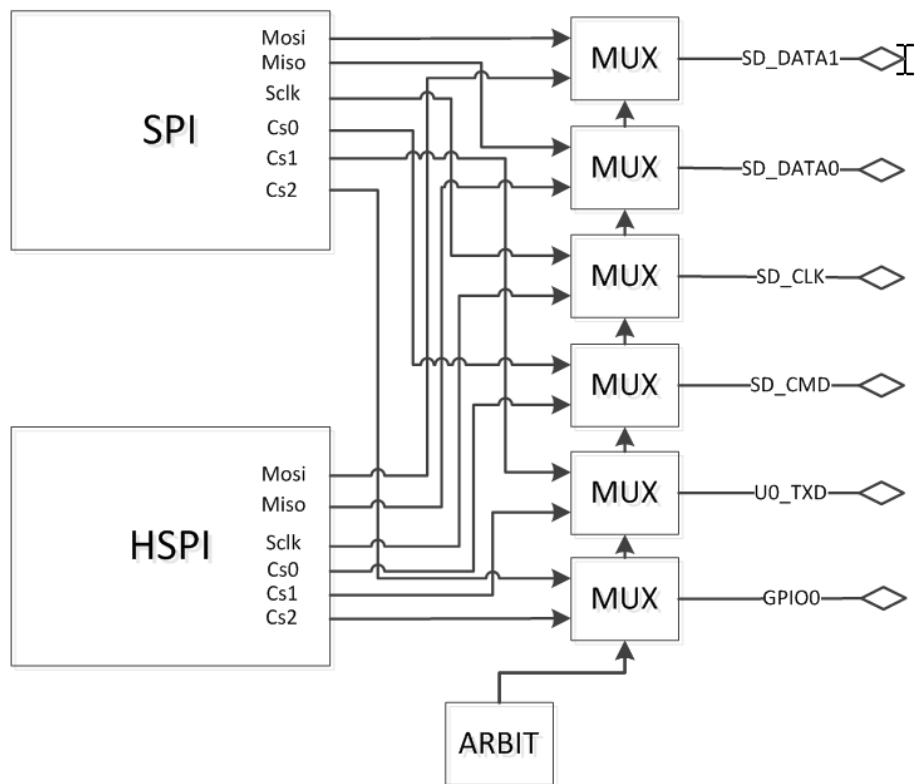 SPI
Mosi
Miso
Sclk
Cs0
Cs1
Cs2
HSPI
Mosi
Miso
Sclk
Cs0
Cs1
Cs2
MUX
SD_DATA1
MUX
SD_DATA0
MUX
SD_CLK
MUX
SD_CMD
MUX
U0_TXD
MUX
GPIO0
ARBIT